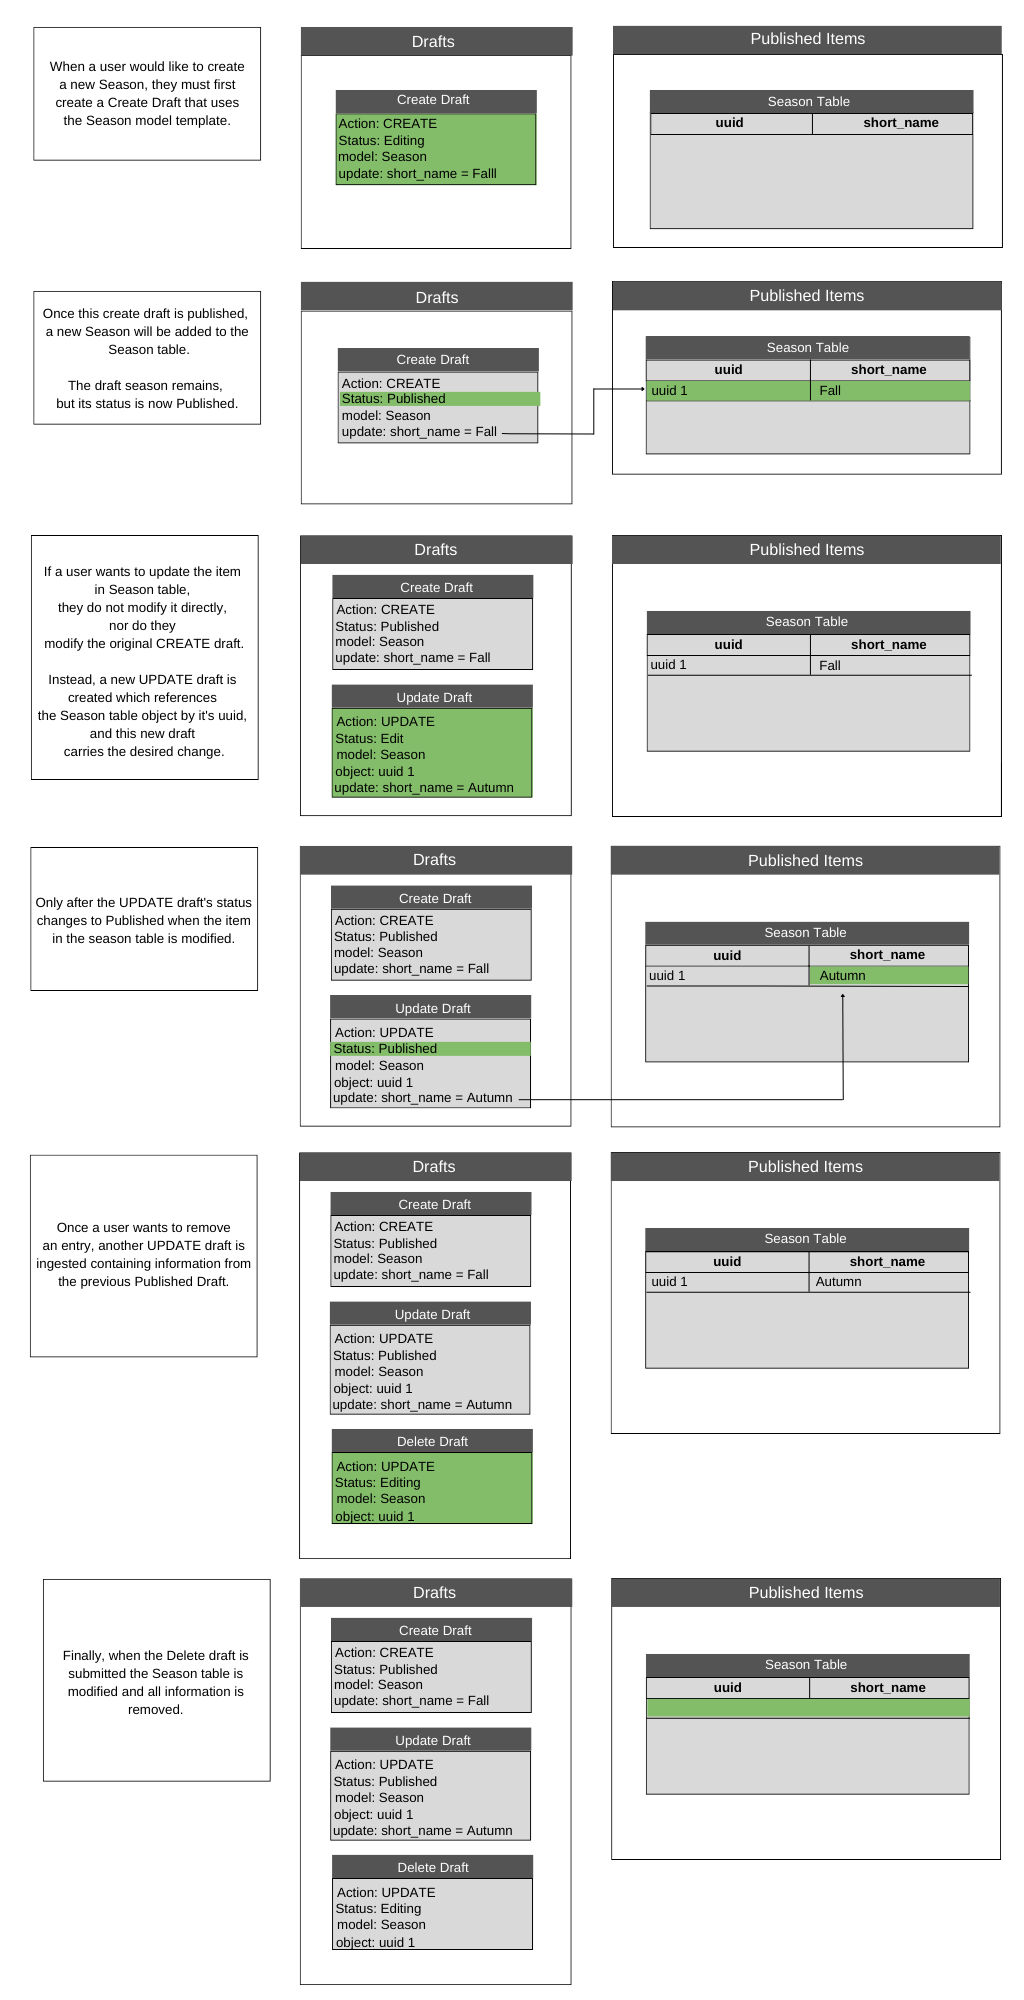 When a user would like to create
a new Season, they must first
create a Create Draft that uses
the Season model template.
Drafts
Create Draft
Action: CREATE
Status: Editing
model: Season
update: short_name = Falll
Published Items
Season Table
uuid short_name
Once this create draft is published,
a new Season will be added to the
Season table.
The draft season remains,
but its status is now Published.
Drafts
Create Draft
Action: CREATE
Status: Published
model: Season
update: short_name = Fall
Published Items
Season Table
uuid short_name
uuid 1 Fall
If a user wants to update the item
in Season table,
they do not modify it directly,
nor do they
modify the original CREATE draft.
Instead, a new UPDATE draft is
created which references
the Season table object by it's uuid,
and this new draft
carries the desired change.
Drafts
Create Draft
Action: CREATE
Status: Published
model: Season
update: short_name = Fall
Update Draft
Action: UPDATE
Status: Edit
model: Season
object: uuid 1
update: short_name = Autumn
Published Items
Season Table
uuid short_name
uuid 1 Fall
Only after the UPDATE draft's status
changes to Published when the item
in the season table is modified.
Drafts
Create Draft
Action: CREATE
Status: Published
model: Season
update: short_name = Fall
Update Draft
Action: UPDATE
Status: Published
model: Season
object: uuid 1
update: short_name = Autumn
Published Items
Season Table
uuid short_name
uuid 1 Autumn
Once a user wants to remove
an entry, another UPDATE draft is
ingested containing information from
the previous Published Draft.
Drafts
Create Draft
Action: CREATE
Status: Published
model: Season
update: short_name = Fall
Update Draft
Action: UPDATE
Status: Published
model: Season
object: uuid 1
update: short_name = Autumn
Delete Draft
Action: UPDATE
Status: Editing
model: Season
object: uuid 1
Published Items
Season Table
uuid short_name
uuid 1 Autumn
Finally, when the Delete draft is
submitted the Season table is
modified and all information is
removed.
Drafts
Create Draft
Action: CREATE
Status: Published
model: Season
update: short_name = Fall
Update Draft
Action: UPDATE
Status: Published
model: Season
object: uuid 1
update: short_name = Autumn
Delete Draft
Action: UPDATE
Status: Editing
model: Season
object: uuid 1
Published Items
Season Table
uuid short_name